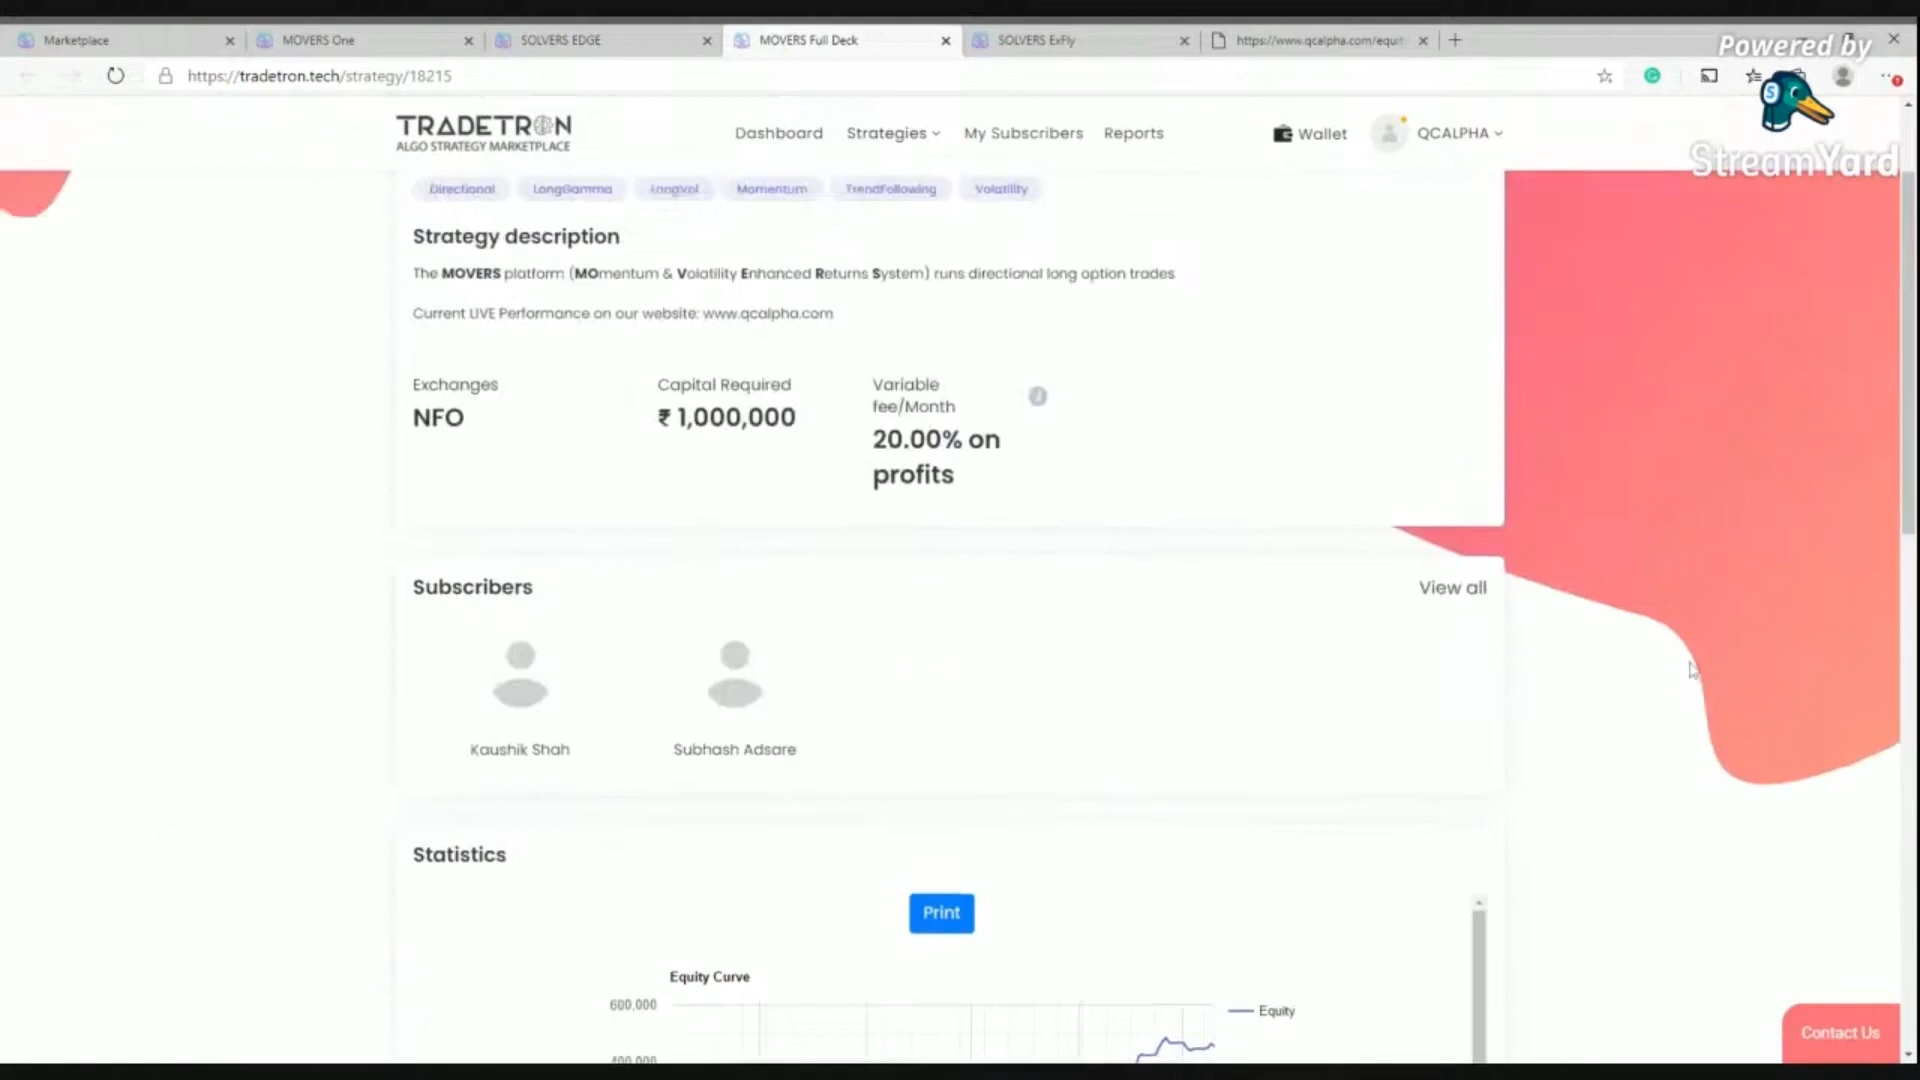 Marketplace
MOVERS One
SOLVERS EDGE
MOVERS Full Deck
SOLVERS ExFly
https://www.qcalpha.com/equit
Powered by
https://tradetron.tech/strategy/18215
StreamYard
TRADETRON
ALGO STRATEGY MARKETPLACE
Dashboard
Strategies
My Subscribers
Reports
Wallet
QCALPHA
Directional
LongGamma
LongVol
Momentum
TrendFollowing
Volatility
Strategy description
The MOVERS platform (MOmentum & Volatility Enhanced Returns System) runs directional long option trades
Current LIVE Performance on our website: www.qcalpha.com
Exchanges
NFO
Capital Required
₹ 1,000,000
Variable
fee/Month
20.00% on
profits
Subscribers
View all
Kaushik Shah
Subhash Adsare
Statistics
Print
Equity Curve
600,000
Equity
400,000
Contact Us